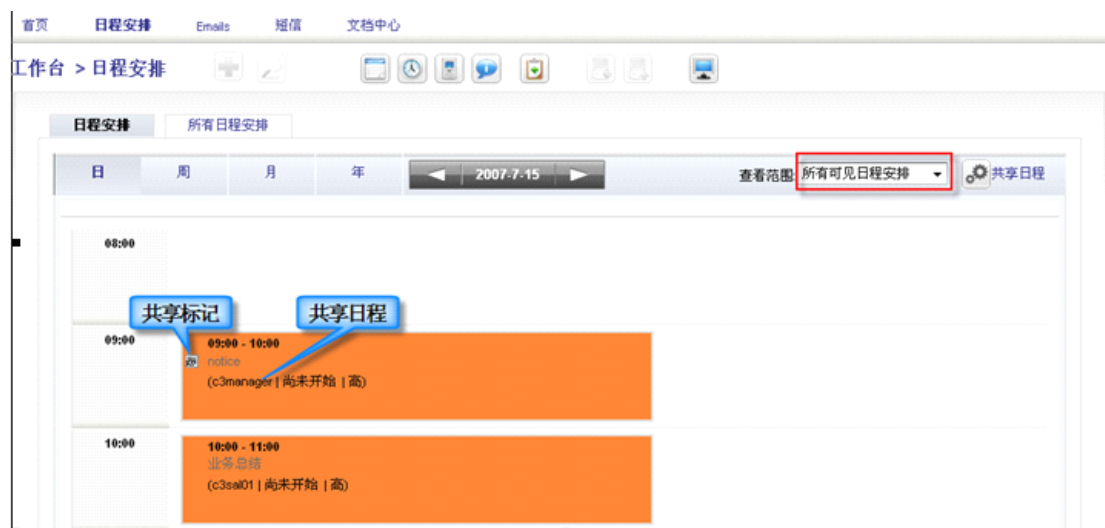 首页 日程安排 Emails 短信 文档中心
工作台 > 日程安排
日程安排 所有日程安排
日 周 月 年 2007-7-15 查看范围: 所有可见日程安排 共享日程
08:00
共享标记 共享日程
09:00 09:00 - 10:00
notice
(c3manager | 尚未开始 | 高)
10:00 10:00 - 11:00
业务总结
(c3sal01 | 尚未开始 | 高)